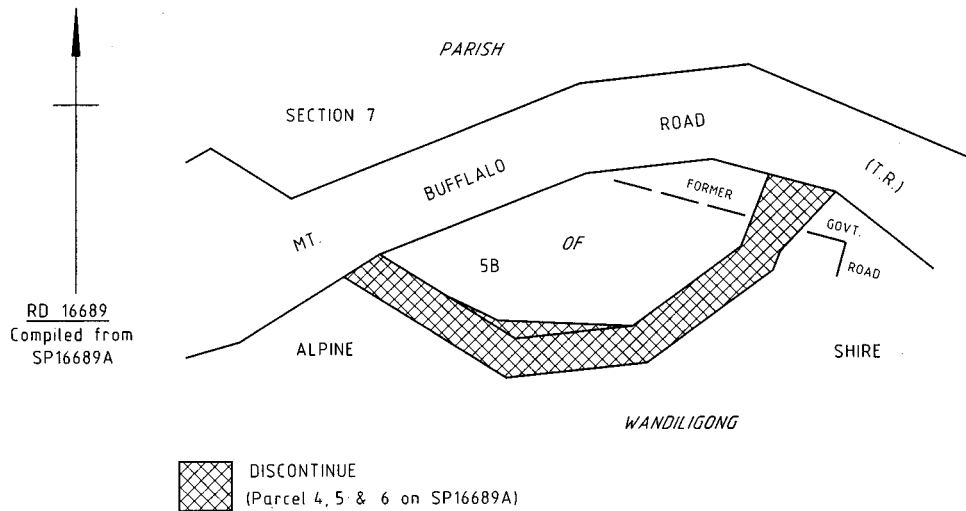 PARISH
SECTION 7
ROAD
(T.R.)
BUFFLALO
MT.
FORMER
GOVT.
ROAD
OF
5B
RD 16689
Compiled from
SP16689A
ALPINE
SHIRE
WANDILIGONG
DISCONTINUE
(Parcel 4, 5 & 6 on SP16689A)